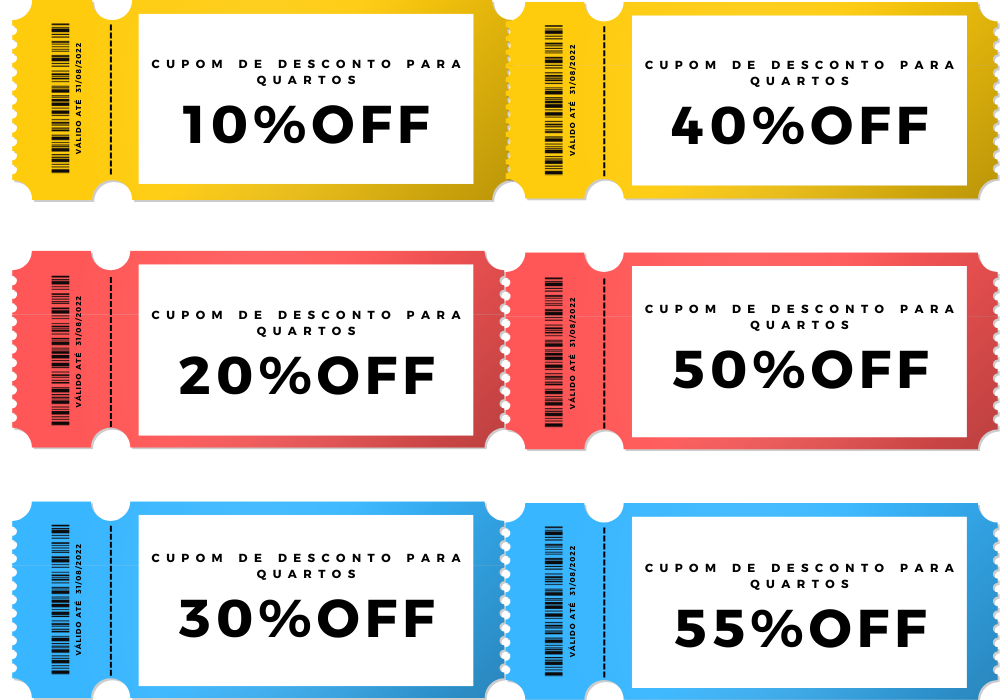 VÁLIDO ATÉ 31/08/2022
CUPOM DE DESCONTO PARA
QUARTOS
10%OFF
VÁLIDO ATÉ 31/08/2022
CUPOM DE DESCONTO PARA
QUARTOS
40%OFF
VÁLIDO ATÉ 31/08/2022
CUPOM DE DESCONTO PARA
QUARTOS
20%OFF
VÁLIDO ATÉ 31/08/2022
CUPOM DE DESCONTO PARA
QUARTOS
50%OFF
VÁLIDO ATÉ 31/08/2022
CUPOM DE DESCONTO PARA
QUARTOS
30%OFF
VÁLIDO ATÉ 31/08/2022
CUPOM DE DESCONTO PARA
QUARTOS
55%OFF